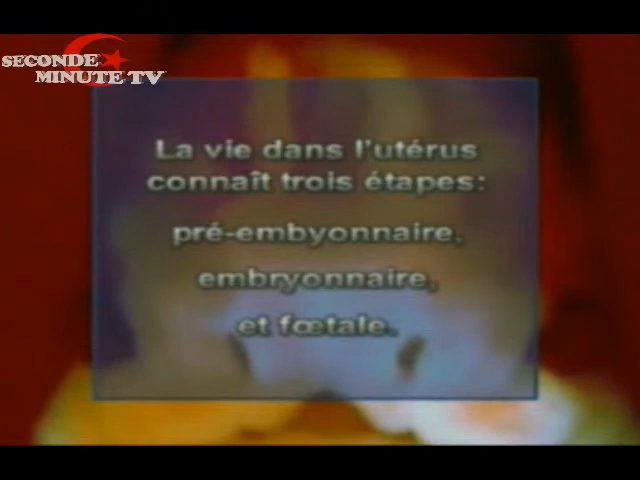 SECONDE
MINUTE TV
La vie dans l'utérus
connaît trois étapes:
pré-embyonnaire,
embryonnaire,
et fœtale.